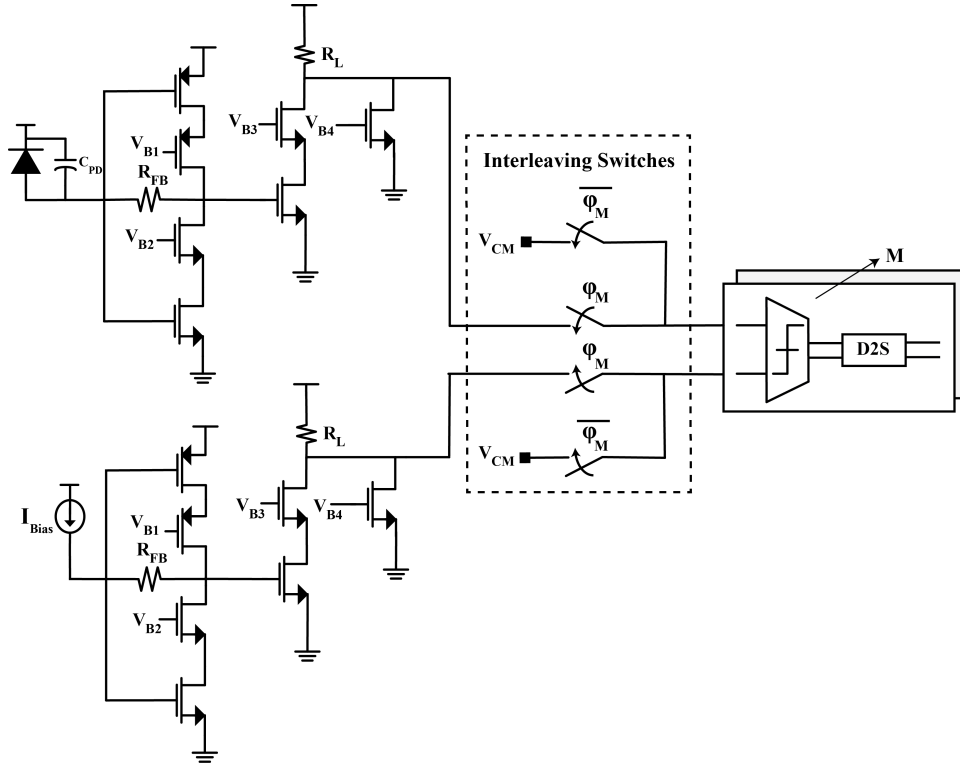 R_L
V_B3
V_B4
V_B1
C_PD
R_FB
V_B2
Interleaving Switches
φ_M
V_CM
φ_M
M
φ_M
D2S
φ_M
V_CM
R_L
V_B3
V_B4
I_Bias
V_B1
R_FB
V_B2